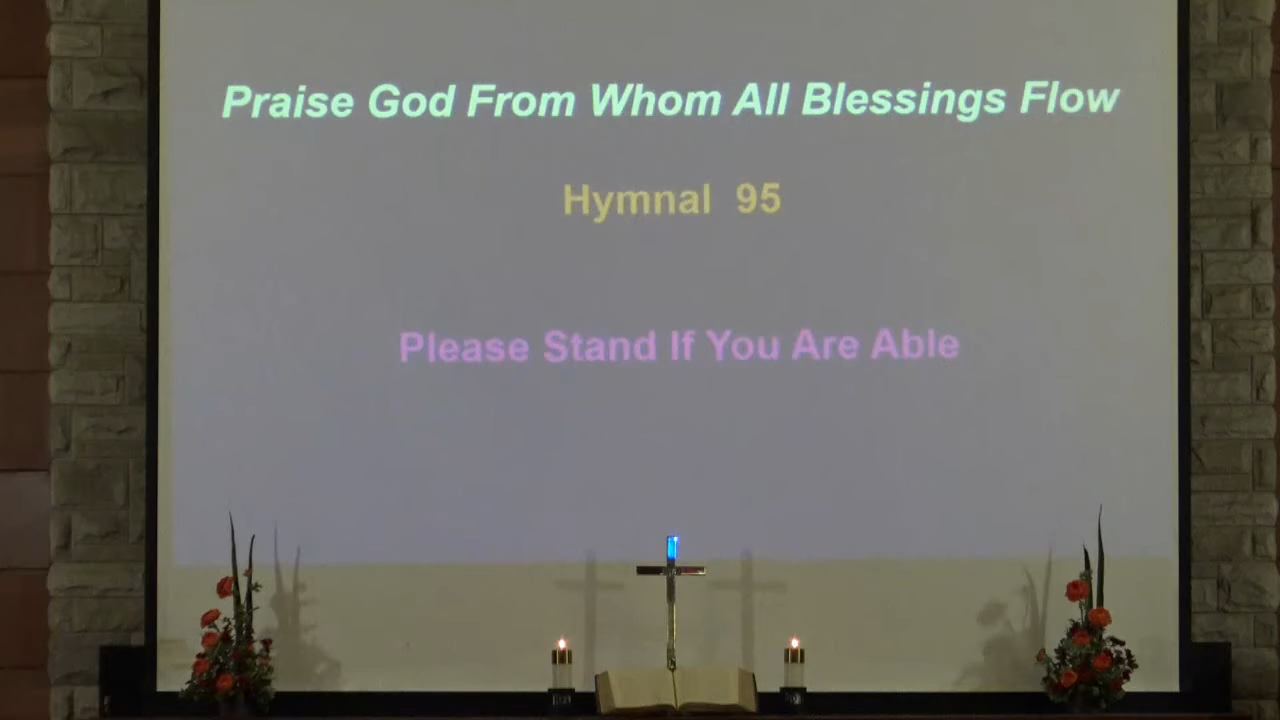 Praise God From Whom All Blessings Flow
Hymnal 95
Please Stand If You Are Able